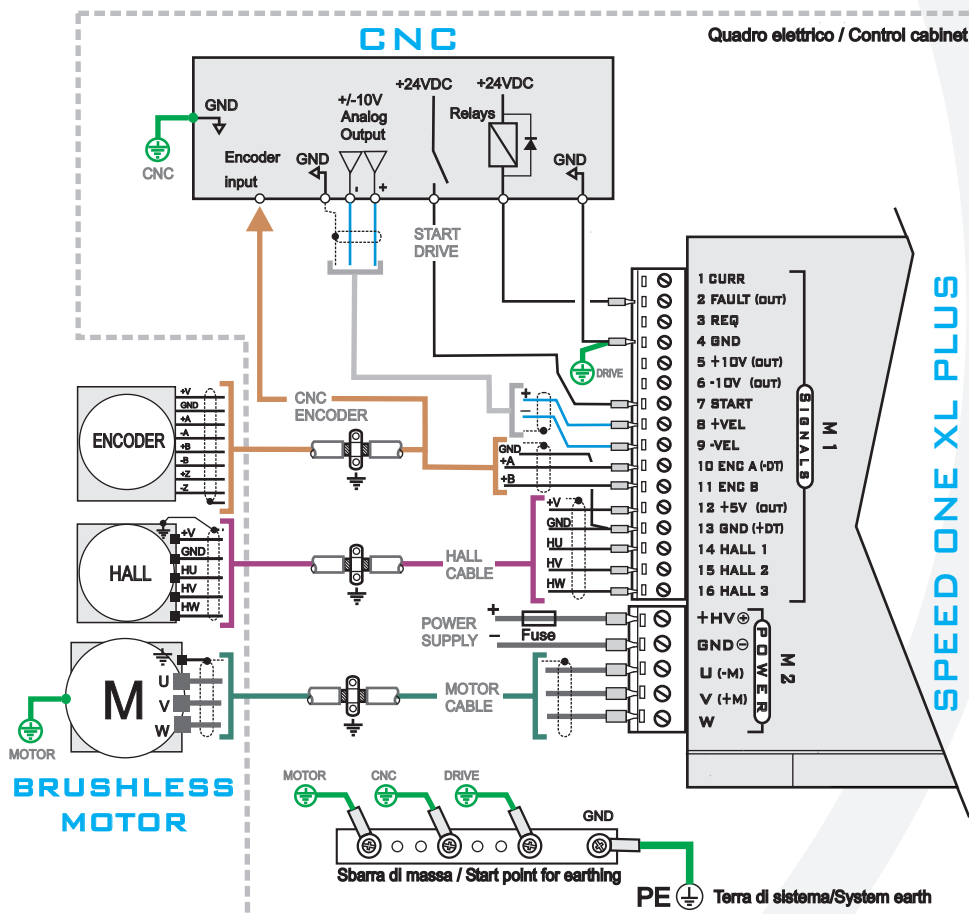 Quadro elettrico / Control cabinet
CNC
+24VDC
+24VDC
GND
+/-10V
Analog
Output
Relays
Encoder
input
GND
GND
-
+
CNC
START
DRIVE
1 CURR
2 FAULT (OUT)
3 REQ
4 GND
5 +10V (OUT)
6 -10V (OUT)
7 START
8 +VEL
9 -VEL
10 ENC A (-DT)
11 ENC B
12 +5V (OUT)
13 GND (+DT)
14 HALL 1
15 HALL 2
16 HALL 3
SIGNALS
M 1
SPEED ONE XL PLUS
DRIVE
+
-
CNC
ENCODER
GND
+A
+B
ENCODER
+V
GND
+A
-A
+B
-B
+Z
-Z
HALL
+V
GND
HU
HV
HW
HALL
CABLE
+V
GND
HU
HV
HW
POWER
SUPPLY
+
-
Fuse
+HV
GND
U (-M)
V (+M)
W
POWER
M 2
M
U
V
W
MOTOR
CABLE
MOTOR
BRUSHLESS
MOTOR
MOTOR
CNC
DRIVE
GND
Sbarra di massa / Start point for earthing
PE
Terra di sistema/System earth